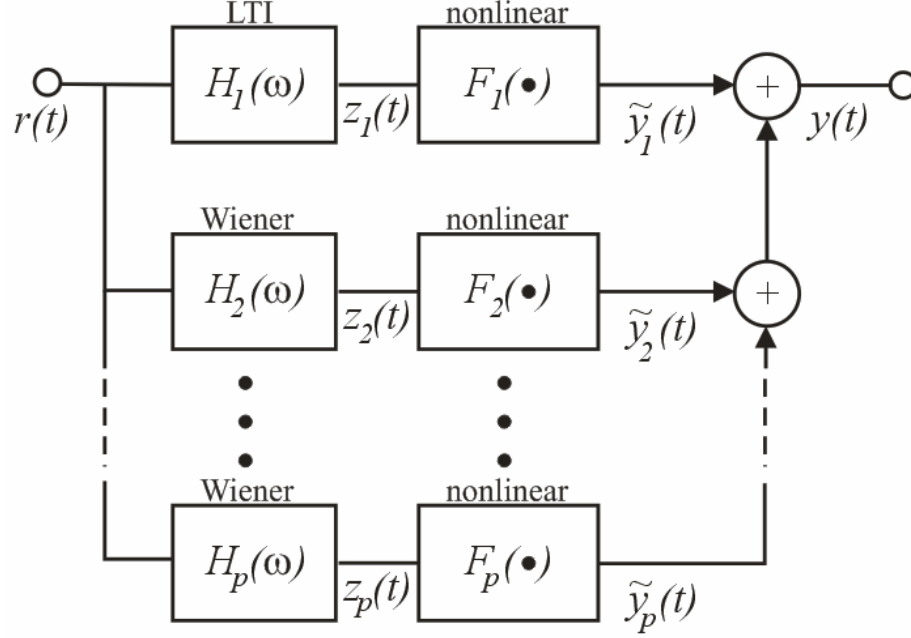 LTI nonlinear
H₁(ω) F₁(•) +
r(t) z₁(t) ỹ₁(t) y(t)
Wiener nonlinear
H₂(ω) F₂(•) +
z₂(t) ỹ₂(t)
Wiener nonlinear
Hₚ(ω) Fₚ(•)
zₚ(t) ỹₚ(t)